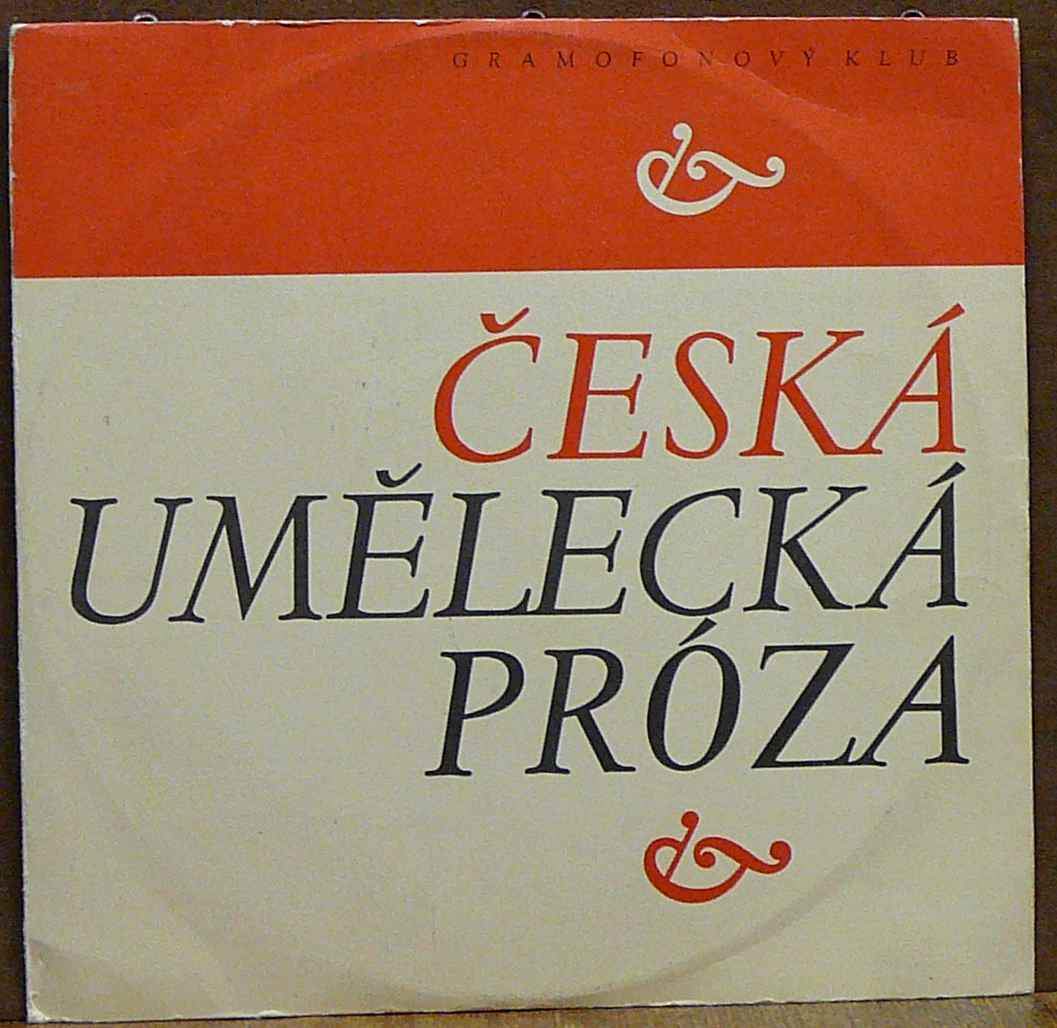 GRAMOFONOVÝ KLUB
ČESKÁ
UMĚLECKÁ
PRÓZA